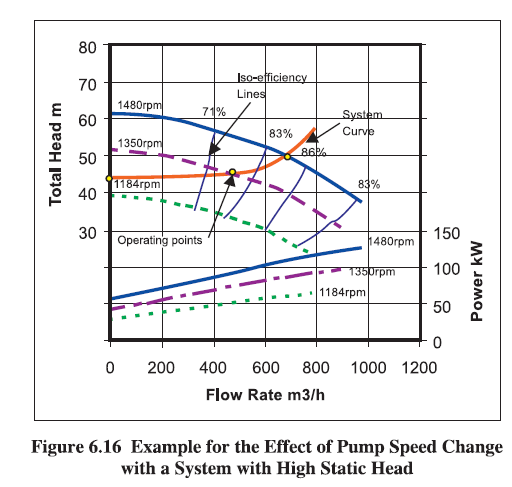 80
70
60
50
40
30
Total Head m
1480rpm
1350rpm
1184rpm
71%
Iso-efficiency
Lines
83%
86%
System
Curve
83%
Operating points
1480rpm
1350rpm
1184rpm
150
100
50
0
Power kW
0 200 400 600 800 1000 1200
Flow Rate m3/h
Figure 6.16 Example for the Effect of Pump Speed Change
with a System with High Static Head